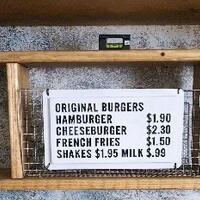 ORIGINAL BURGERS
HAMBURGER $1.90
CHEESEBURGER $2.30
FRENCH FRIES $1.50
SHAKES $1.95 MILK $.99